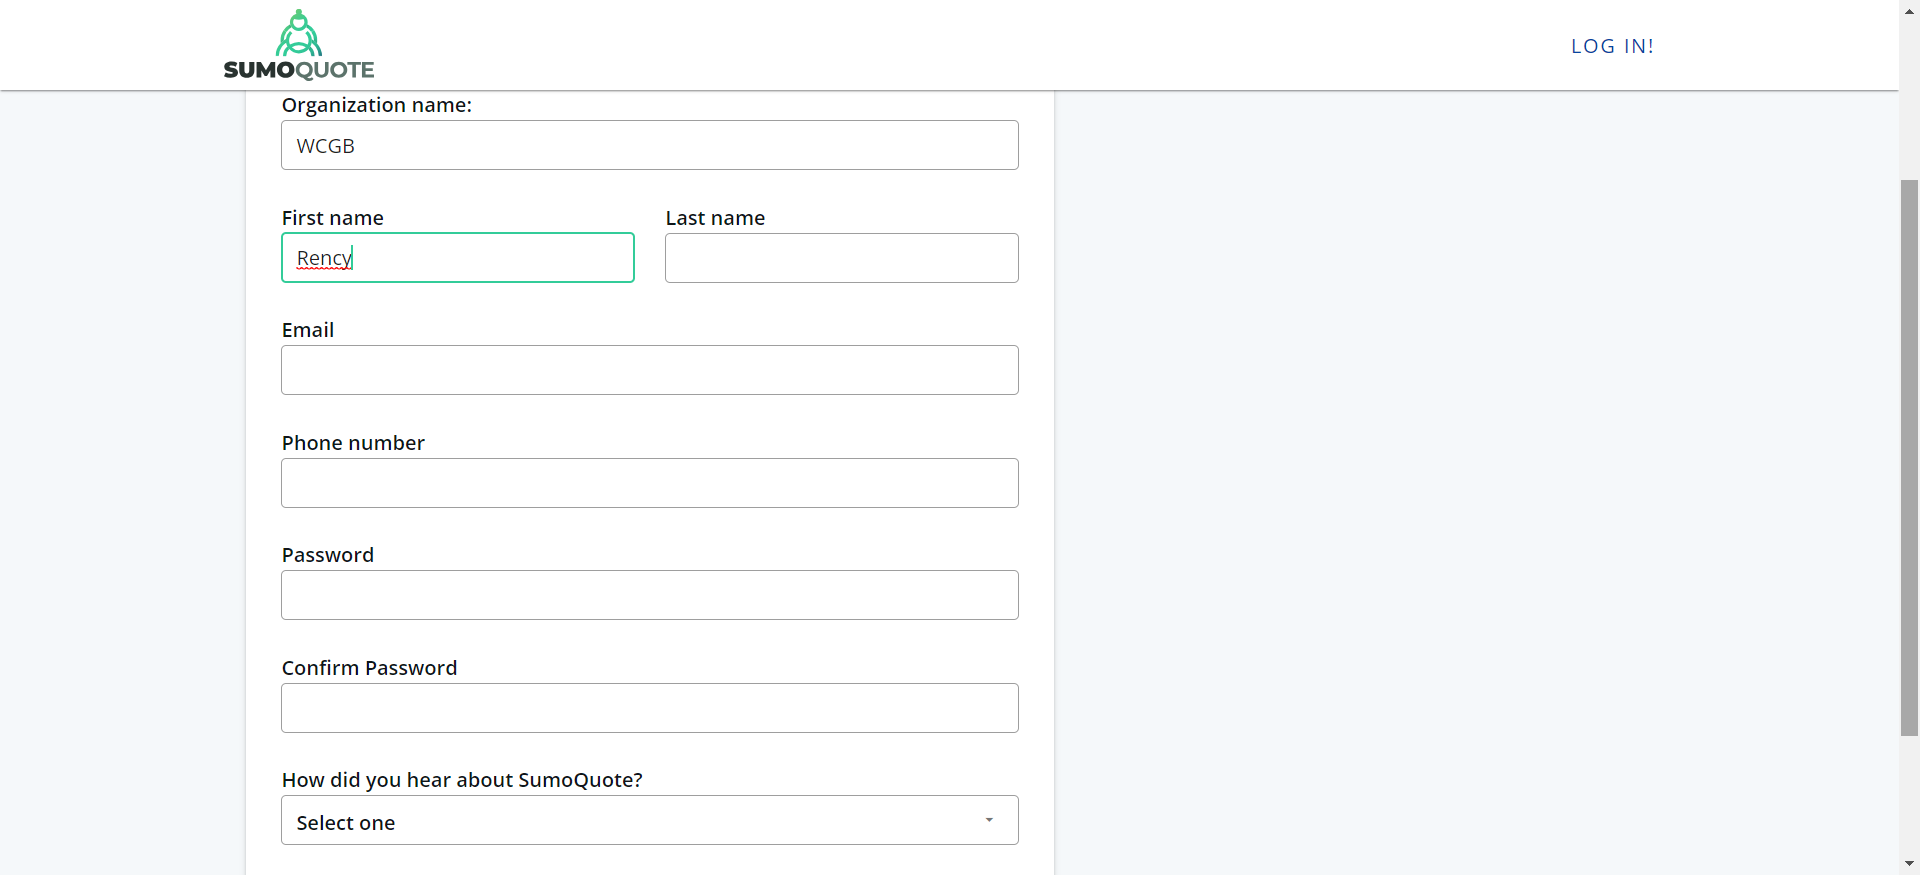 SUMOQUOTE
LOG IN!
Organization name:
WCGB
First name
Last name
Rency
Email
Phone number
Password
Confirm Password
How did you hear about SumoQuote?
Select one